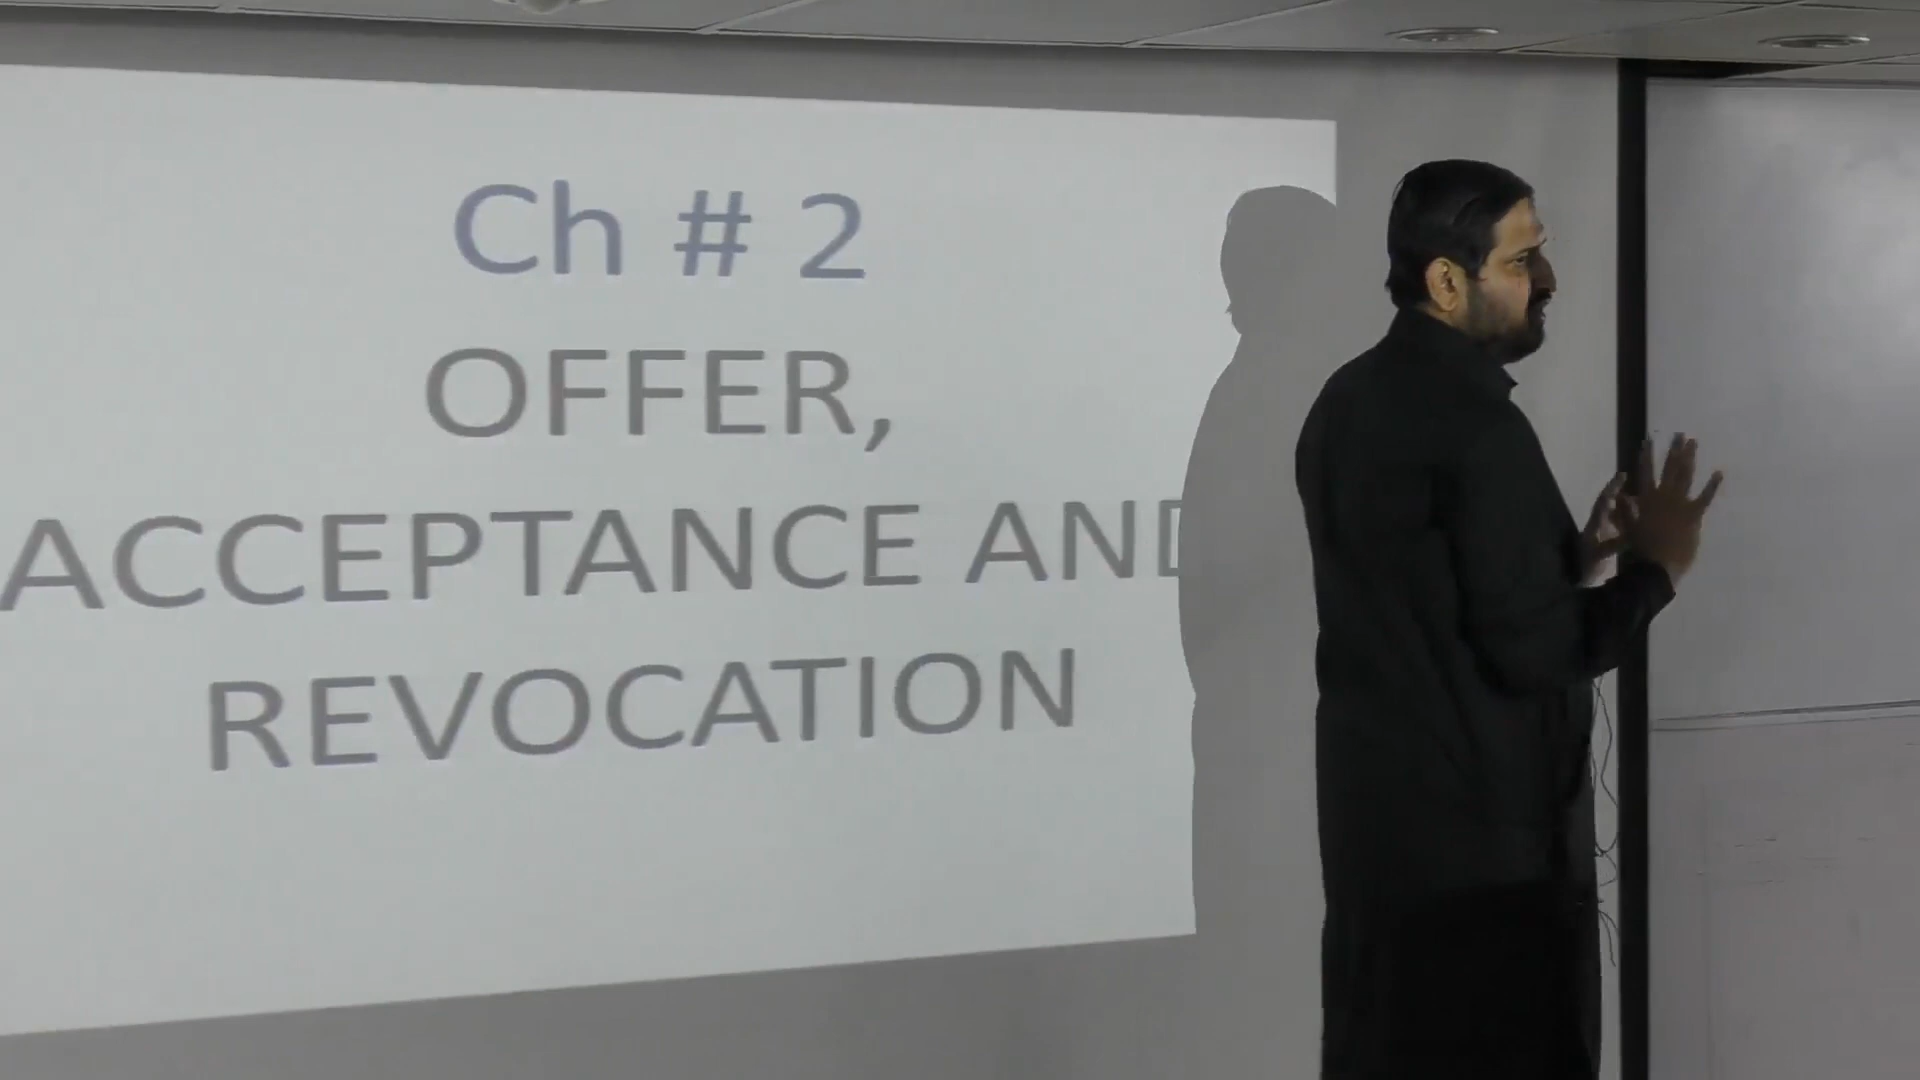 Ch # 2
OFFER,
ACCEPTANCE AND
REVOCATION